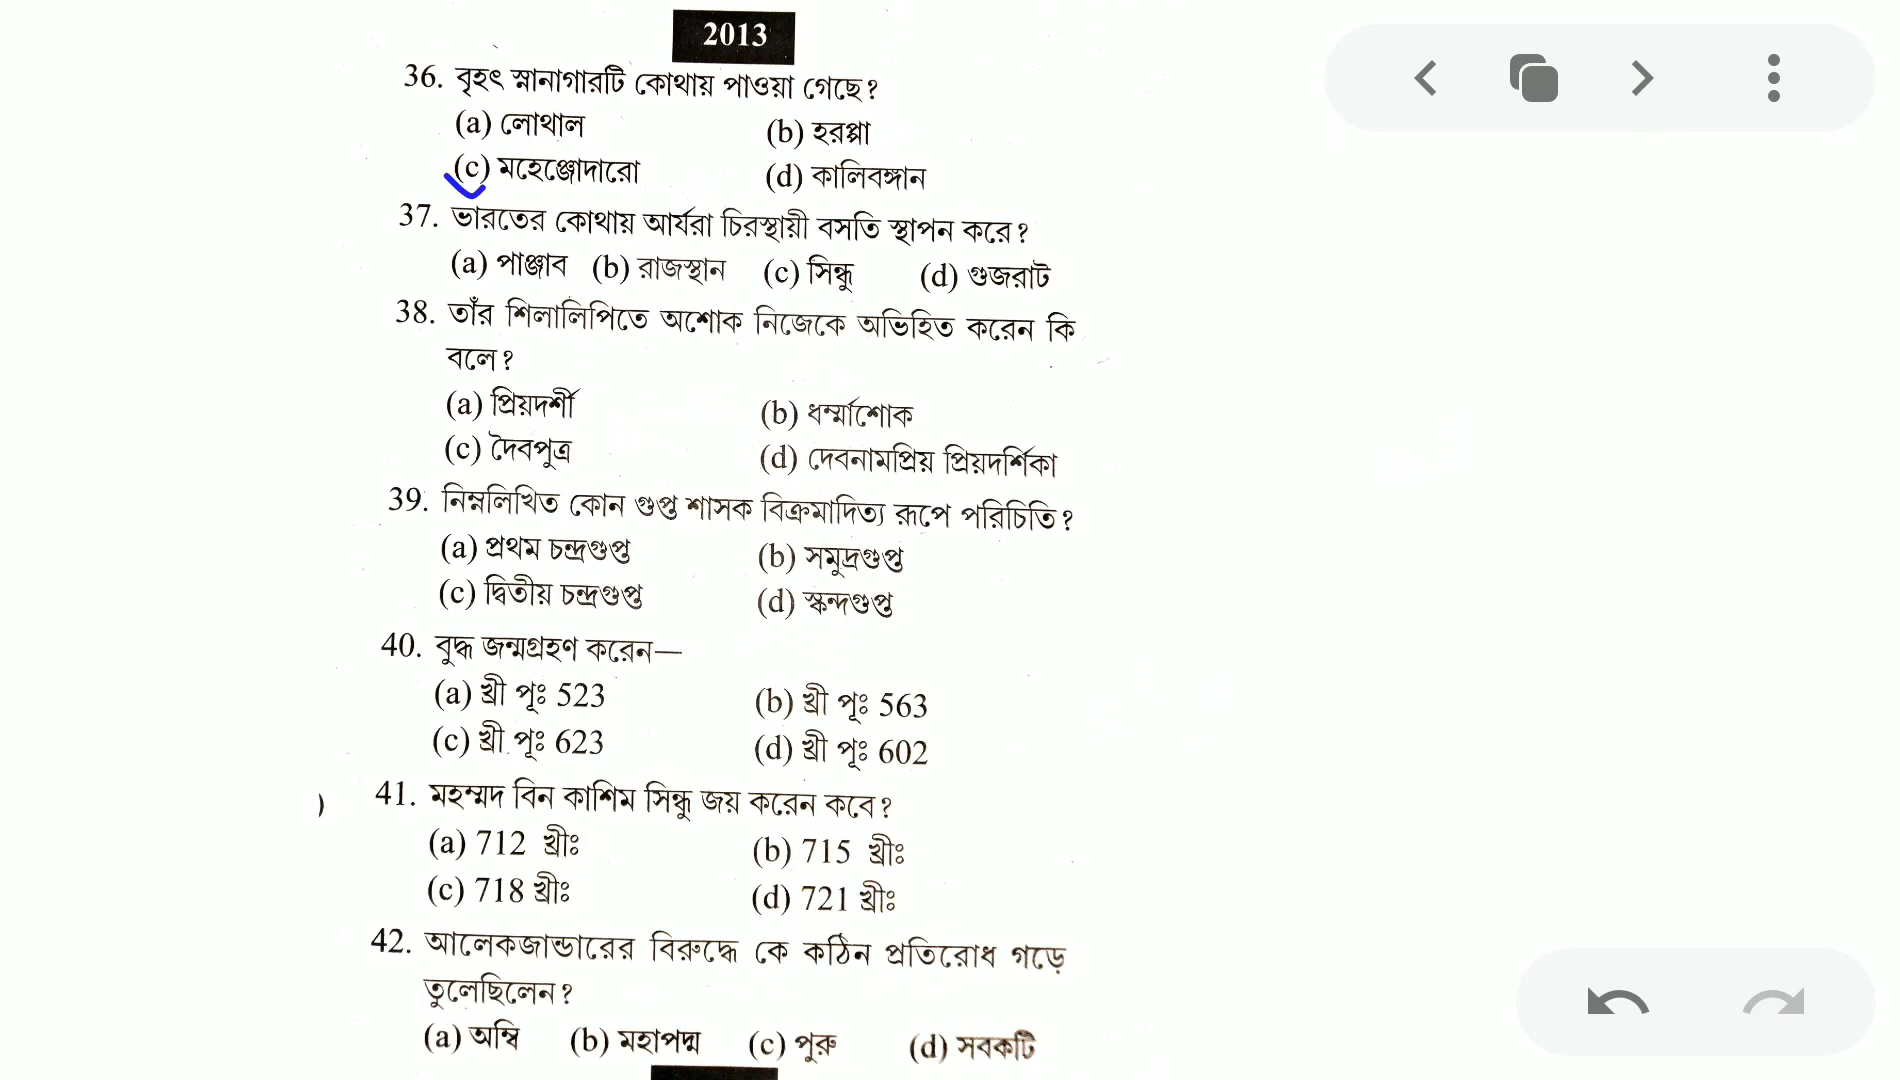 2013
36. বৃহৎ স্নানাগারটি কোথায় পাওয়া গেছে?
(a) লোথাল (b) হরপ্পা
(c) মহেঞ্জোদারো (d) কালিবঙ্গান
37. ভারতের কোথায় আর্যরা চিরস্থায়ী বসতি স্থাপন করে?
(a) পাঞ্জাব (b) রাজস্থান (c) সিন্ধু (d) গুজরাট
38. তাঁর শিলালিপিতে অশোক নিজেকে অভিহিত করেন কি
বলে?
(a) প্রিয়দর্শী (b) ধর্ম্মাশোক
(c) দৈবপুত্র (d) দেবনামপ্রিয় প্রিয়দর্শিকা
39. নিম্নলিখিত কোন গুপ্ত শাসক বিক্রমাদিত্য রূপে পরিচিতি?
(a) প্রথম চন্দ্রগুপ্ত (b) সমুদ্রগুপ্ত
(c) দ্বিতীয় চন্দ্রগুপ্ত (d) স্কন্দগুপ্ত
40. বুদ্ধ জন্মগ্রহণ করেন—
(a) খ্রী পূঃ 523 (b) খ্রী পূঃ 563
(c) খ্রী পূঃ 623 (d) খ্রী পূঃ 602
41. মহম্মদ বিন কাশিম সিন্ধু জয় করেন কবে?
(a) 712 খ্রীঃ (b) 715 খ্রীঃ
(c) 718 খ্রীঃ (d) 721 খ্রীঃ
42. আলেকজান্ডারের বিরুদ্ধে কে কঠিন প্রতিরোধ গড়ে
তুলেছিলেন?
(a) অম্বি (b) মহাপদ্ম (c) পুরু (d) সবকটি